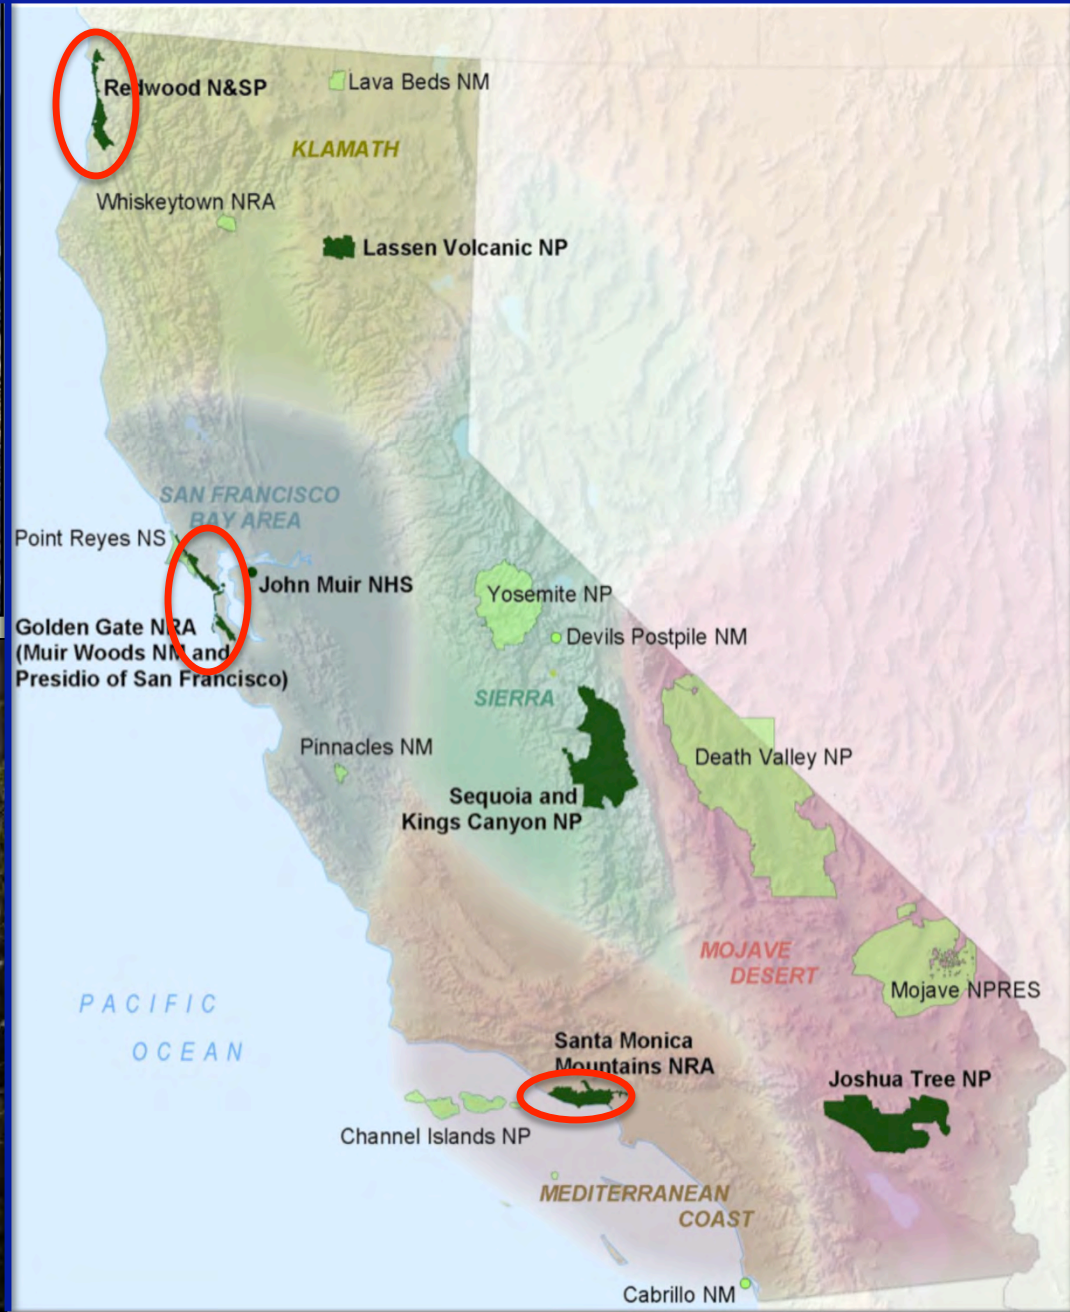 Redwood N&SP
Lava Beds NM
KLAMATH
Whiskeytown NRA
Lassen Volcanic NP
SAN FRANCISCO
BAY AREA
Point Reyes NS
John Muir NHS
Yosemite NP
Golden Gate NRA
(Muir Woods NM and
Presidio of San Francisco)
Devils Postpile NM
SIERRA
Pinnacles NM
Death Valley NP
Sequoia and
Kings Canyon NP
MOJAVE
DESERT
Mojave NPRES
PACIFIC
OCEAN
Santa Monica
Mountains NRA
Joshua Tree NP
Channel Islands NP
MEDITERRANEAN
COAST
Cabrillo NM